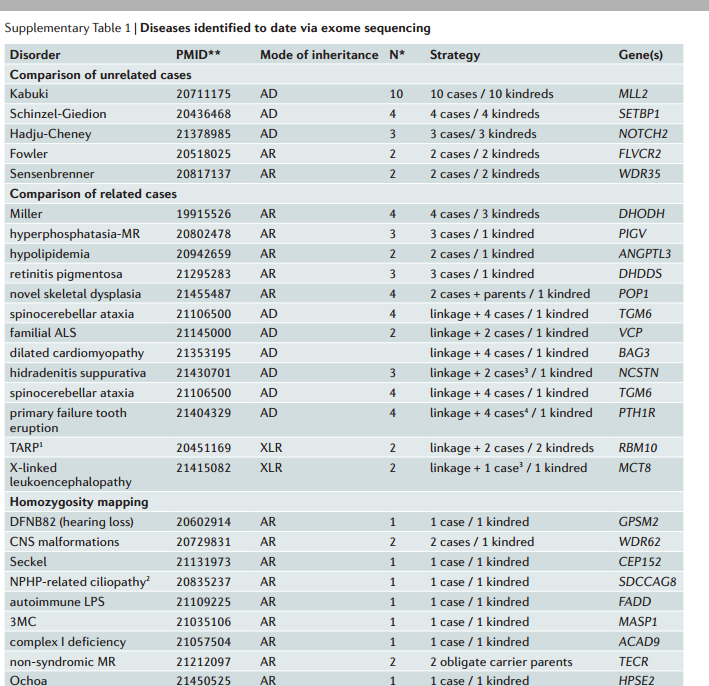 Supplementary Table 1 | Diseases identified to date via exome sequencing
Disorder PMID** Mode of inheritance N* Strategy Gene(s)
Comparison of unrelated cases
Kabuki 20711175 AD 10 10 cases / 10 kindreds MLL2
Schinzel-Giedion 20436468 AD 4 4 cases / 4 kindreds SETBP1
Hadju-Cheney 21378985 AD 3 3 cases/ 3 kindreds NOTCH2
Fowler 20518025 AR 2 2 cases / 2 kindreds FLVCR2
Sensenbrenner 20817137 AR 2 2 cases / 2 kindreds WDR35
Comparison of related cases
Miller 19915526 AR 4 4 cases / 3 kindreds DHODH
hyperphosphatasia-MR 20802478 AR 3 3 cases / 1 kindred PIGV
hypolipidemia 20942659 AR 2 2 cases / 1 kindred ANGPTL3
retinitis pigmentosa 21295283 AR 3 3 cases / 1 kindred DHDDS
novel skeletal dysplasia 21455487 AR 4 2 cases + parents / 1 kindred POP1
spinocerebellar ataxia 21106500 AD 4 linkage + 4 cases / 1 kindred TGM6
familial ALS 21145000 AD 2 linkage + 2 cases / 1 kindred VCP
dilated cardiomyopathy 21353195 AD linkage + 4 cases / 1 kindred BAG3
hidradenitis suppurativa 21430701 AD 3 linkage + 2 cases³ / 1 kindred NCSTN
spinocerebellar ataxia 21106500 AD 4 linkage + 4 cases / 1 kindred TGM6
primary failure tooth 21404329 AD 4 linkage + 4 cases⁴ / 1 kindred PTH1R
eruption
TARP¹ 20451169 XLR 2 linkage + 2 cases / 2 kindreds RBM10
X-linked 21415082 XLR 2 linkage + 1 case³ / 1 kindred MCT8
leukoencephalopathy
Homozygosity mapping
DFNB82 (hearing loss) 20602914 AR 1 1 case / 1 kindred GPSM2
CNS malformations 20729831 AR 2 2 cases / 1 kindred WDR62
Seckel 21131973 AR 1 1 case / 1 kindred CEP152
NPHP-related ciliopathy² 20835237 AR 1 1 case / 1 kindred SDCCAG8
autoimmune LPS 21109225 AR 1 1 case / 1 kindred FADD
3MC 21035106 AR 1 1 case / 1 kindred MASP1
complex I deficiency 21057504 AR 1 1 case / 1 kindred ACAD9
non-syndromic MR 21212097 AR 2 2 obligate carrier parents TECR
Ochoa 21450525 AR 1 1 case / 1 kindred HPSE2